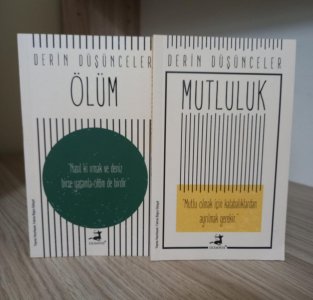 DERİN DÜŞÜNCELER
ÖLÜM
"Nasıl ki ırmak ve deniz
birse yaşamla ölüm de birdir."
DERİN DÜŞÜNCELER
MUTLULUK
"Mutlu olmak için kalabalıklardan
ayrılmak gerekir."